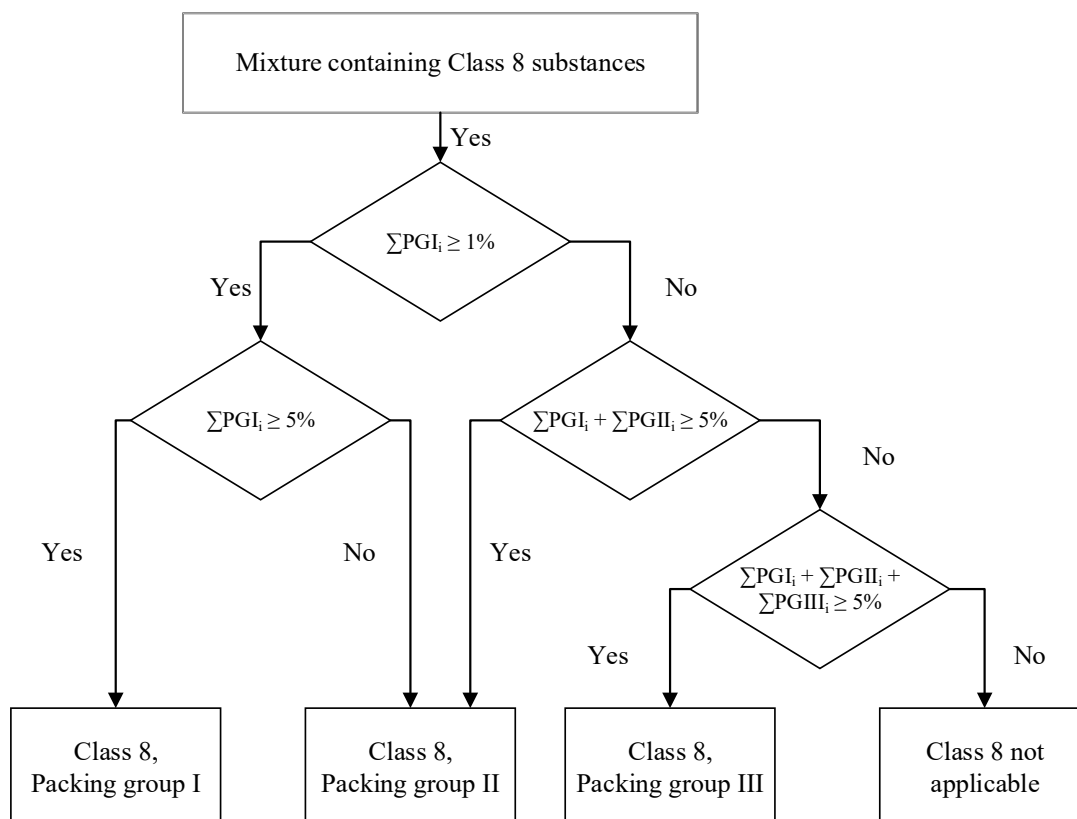 Mixture containing Class 8 substances
Yes
∑PGIᵢ ≥ 1%
Yes
No
∑PGIᵢ ≥ 5%
∑PGIᵢ + ∑PGIIᵢ ≥ 5%
No
Yes
No
Yes
∑PGIᵢ + ∑PGIIᵢ +
∑PGIIIᵢ ≥ 5%
Yes
No
Class 8,
Packing group I
Class 8,
Packing group II
Class 8,
Packing group III
Class 8 not
applicable